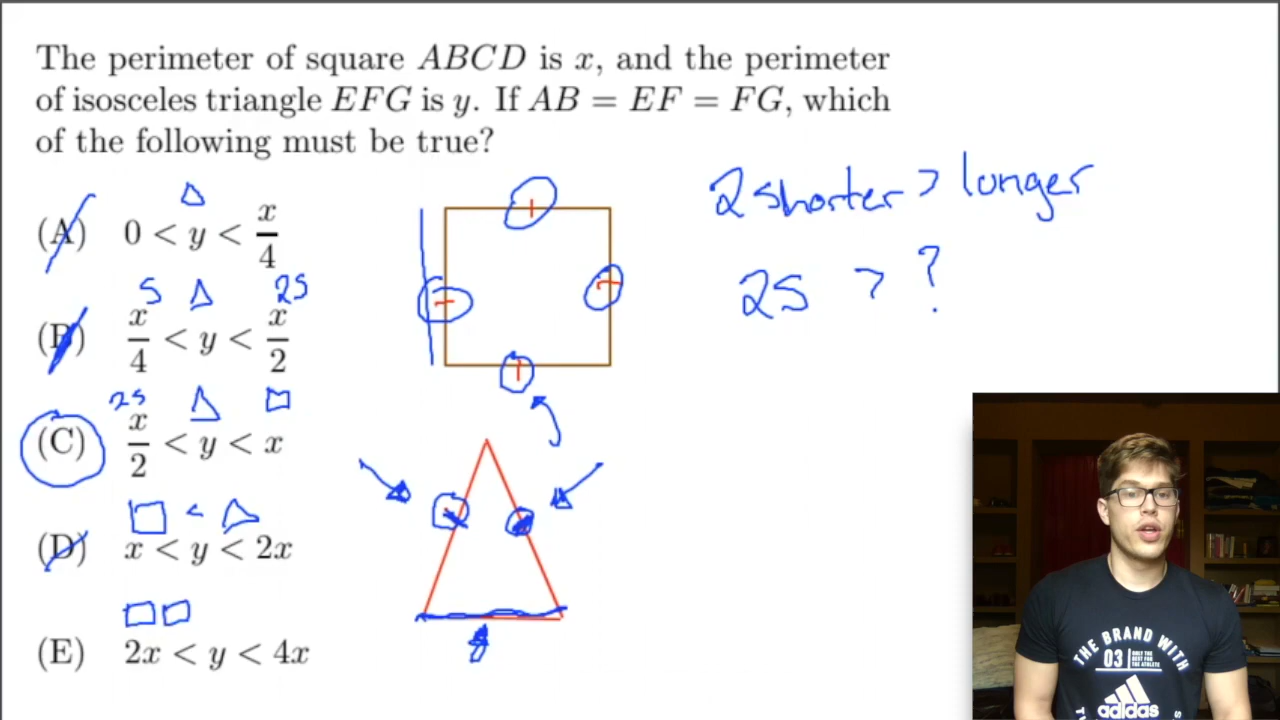 The perimeter of square ABCD is x, and the perimeter
of isosceles triangle EFG is y. If AB = EF = FG, which
of the following must be true?
(A) 0 < y < x/4
S 2S
(B) x/4 < y < x/2
2S
(C) x/2 < y < x
<
(D) x < y < 2x
(E) 2x < y < 4x
2 shorter > longer
2S > ?
THE BRAND WITH
03
adidas